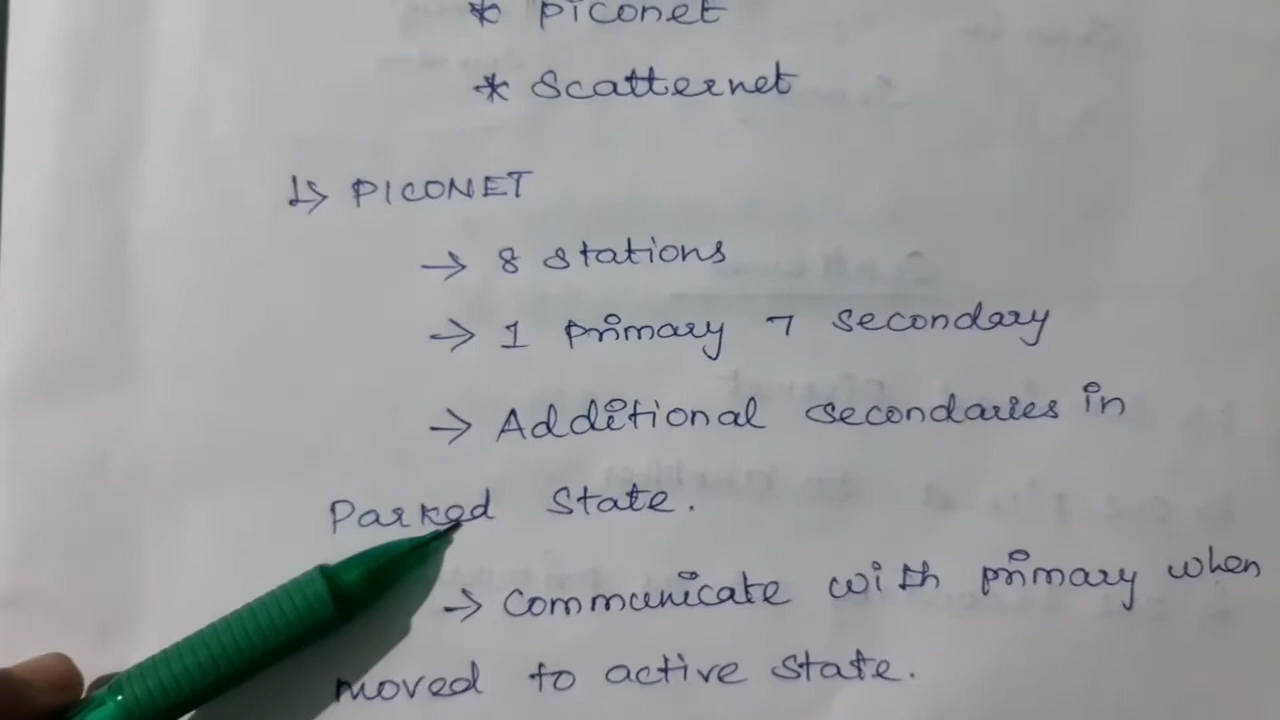 * piconet
* Scatternet
1> PICONET
→ 8 stations
→ 1 primary 7 secondary
→ Additional secondaries in
Parked State.
→ Communicate with primary when
moved to active state.